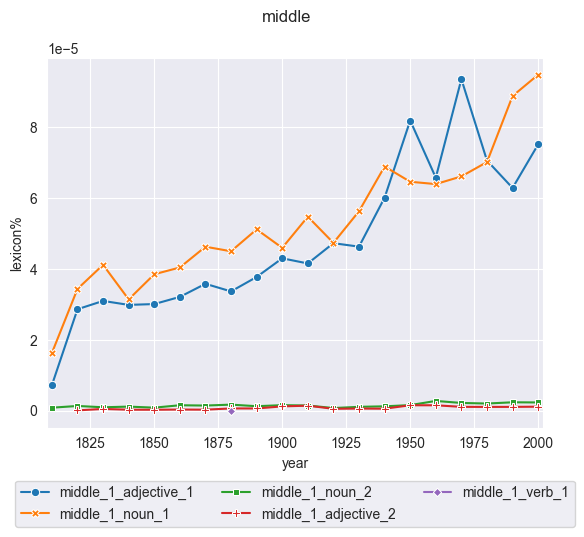 middle
1e−5
8
6
4
2
0
lexicon%
1825 1850 1875 1900 1925 1950 1975 2000
year
middle_1_adjective_1 middle_1_noun_2 middle_1_verb_1
middle_1_noun_1 middle_1_adjective_2